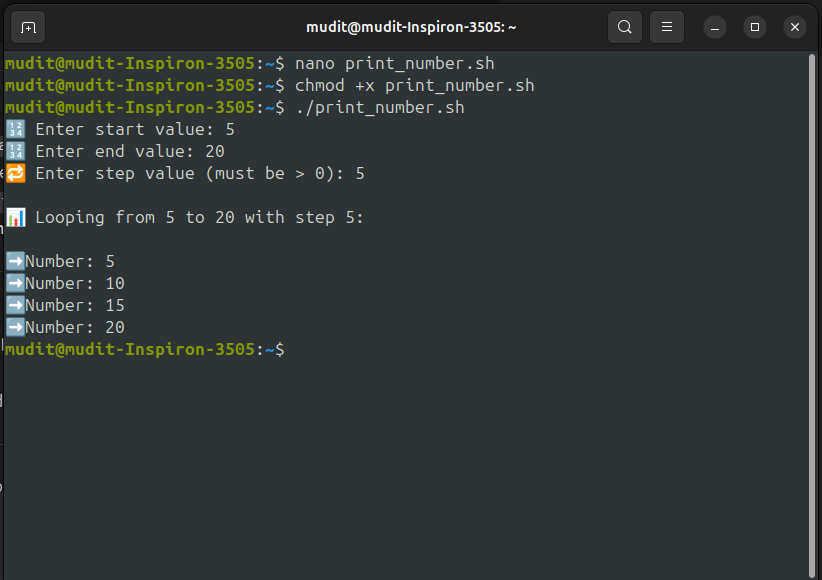 mudit@mudit-Inspiron-3505: ~
mudit@mudit-Inspiron-3505:~$ nano print_number.sh
mudit@mudit-Inspiron-3505:~$ chmod +x print_number.sh
mudit@mudit-Inspiron-3505:~$ ./print_number.sh
🔢 Enter start value: 5
🔢 Enter end value: 20
🔁 Enter step value (must be > 0): 5
📊 Looping from 5 to 20 with step 5:
➡️Number: 5
➡️Number: 10
➡️Number: 15
➡️Number: 20
mudit@mudit-Inspiron-3505:~$